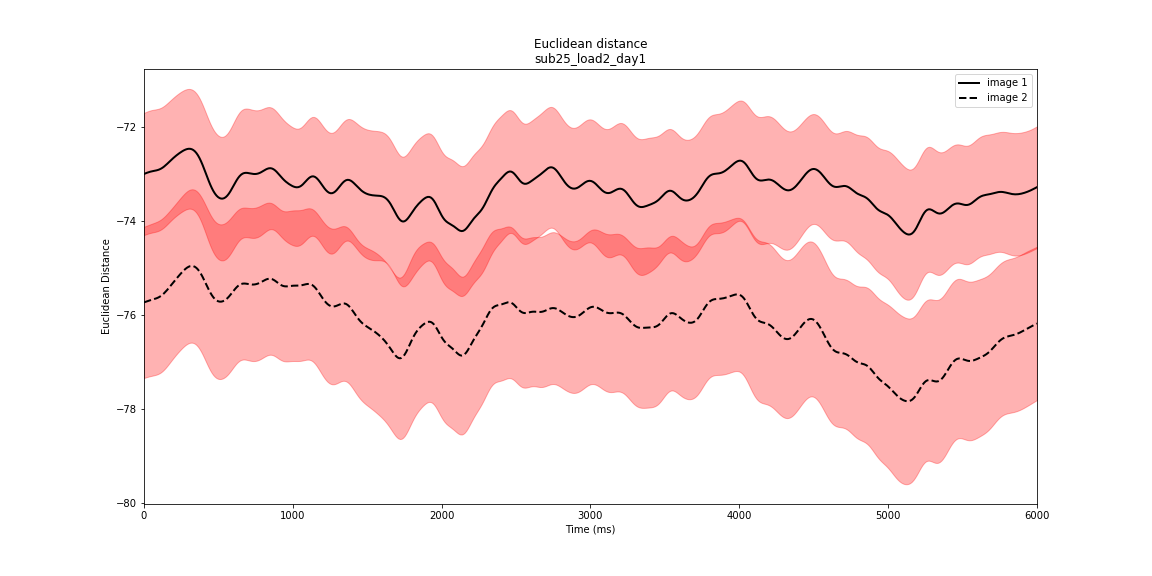 Euclidean distance
sub25_load2_day1
image 1
image 2
Euclidean Distance
−72
−74
−76
−78
−80
0 1000 2000 3000 4000 5000 6000
Time (ms)